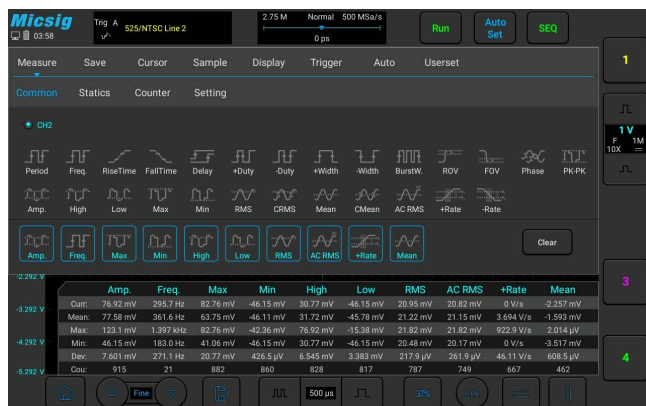 Micsig
03:58
Trig A
525/NTSC Line 2
2.75 M Normal 500 MSa/s
0 ps
Run
Auto Set
SEQ
Measure Save Cursor Sample Display Trigger Auto Userset
Common Statics Counter Setting
CH2
Period Freq. RiseTime FallTime Delay +Duty -Duty +Width -Width BurstW. ROV FOV Phase PK-PK
Amp. High Low Max Min RMS CRMS Mean CMean AC RMS +Rate -Rate
Amp. Freq. Max Min High Low RMS AC RMS +Rate Mean
Clear
1
1 V
F 1M
10X
3
4
-2.292 V
-3.292 V
-4.292 V
-5.292 V
Amp. Freq. Max Min High Low RMS AC RMS +Rate Mean
Curr: 76.92 mV 295.7 Hz 82.76 mV -46.15 mV 30.77 mV -46.15 mV 20.95 mV 20.82 mV 0 V/s -2.257 mV
Mean: 77.58 mV 361.6 Hz 63.75 mV -46.11 mV 31.72 mV -45.78 mV 21.22 mV 21.15 mV 3.694 V/s -1.593 mV
Max: 123.1 mV 1.397 kHz 82.76 mV -42.36 mV 76.92 mV -15.38 mV 21.82 mV 21.82 mV 922.9 V/s 2.014 μV
Min: 46.15 mV 183.0 Hz 41.06 mV -46.15 mV 30.77 mV -46.15 mV 20.48 mV 20.17 mV 0 V/s -3.517 mV
Dev: 7.601 mV 271.1 Hz 20.77 mV 426.5 μV 6.545 mV 3.383 mV 217.9 μV 261.9 μV 46.11 V/s 608.5 μV
Cou: 915 21 882 860 828 817 787 749 667 462
Fine
500 μs
50%